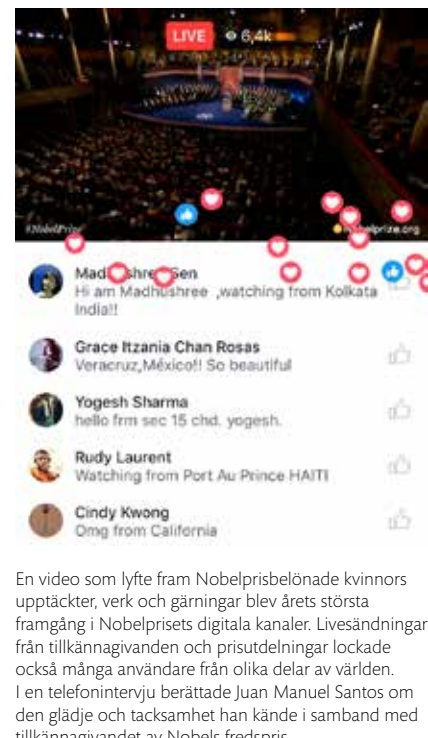 LIVE 6,4k
#NobelPrize
nobelprize.org
Sen
Hi am Madhushree ,watching from Kolkata
India!!
Grace Itzania Chan Rosas
Veracruz,México!! So beautiful
Yogesh Sharma
hello frm sec 15 chd. yogesh.
Rudy Laurent
Watching from Port Au Prince HAITI
Cindy Kwong
Omg from California
En video som lyfte fram Nobelprisbelönade kvinnors
upptäckter, verk och gärningar blev årets största
framgång i Nobelprisets digitala kanaler. Livesändningar
från tillkännagivanden och prisutdelningar lockade
också många användare från olika delar av världen.
I en telefonintervju berättade Juan Manuel Santos om
den glädje och tacksamhet han kände i samband med
tillkännagivandet av Nobels fredspris